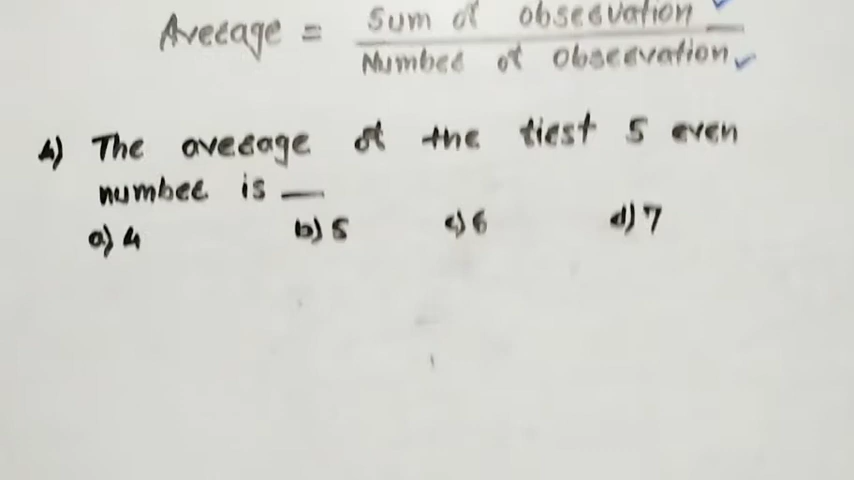 Average = Sum of observation
Number of Observation
4) The average of the first 5 even
number is —
a) 4 b) 5 c) 6 d) 7